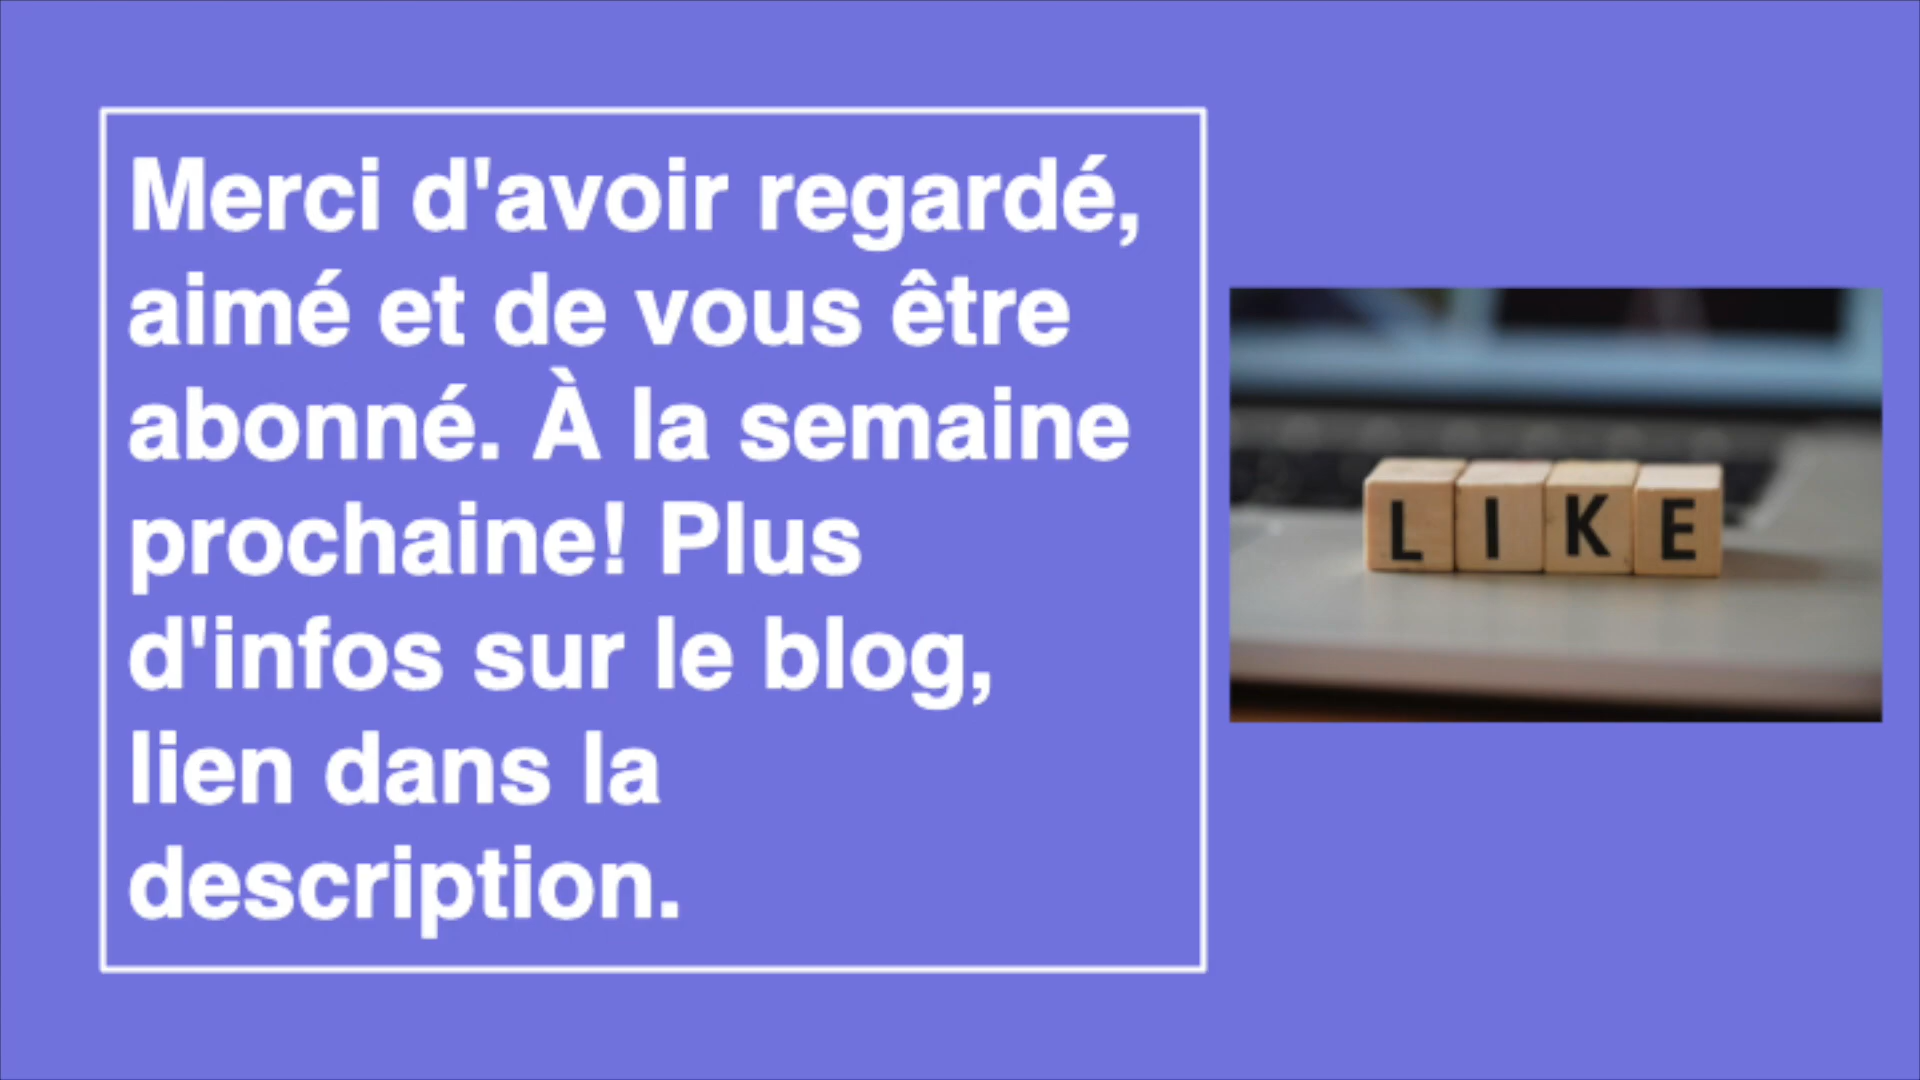 Merci d'avoir regardé,
aimé et de vous être
abonné. À la semaine
prochaine! Plus
d'infos sur le blog,
lien dans la
description.
LIKE